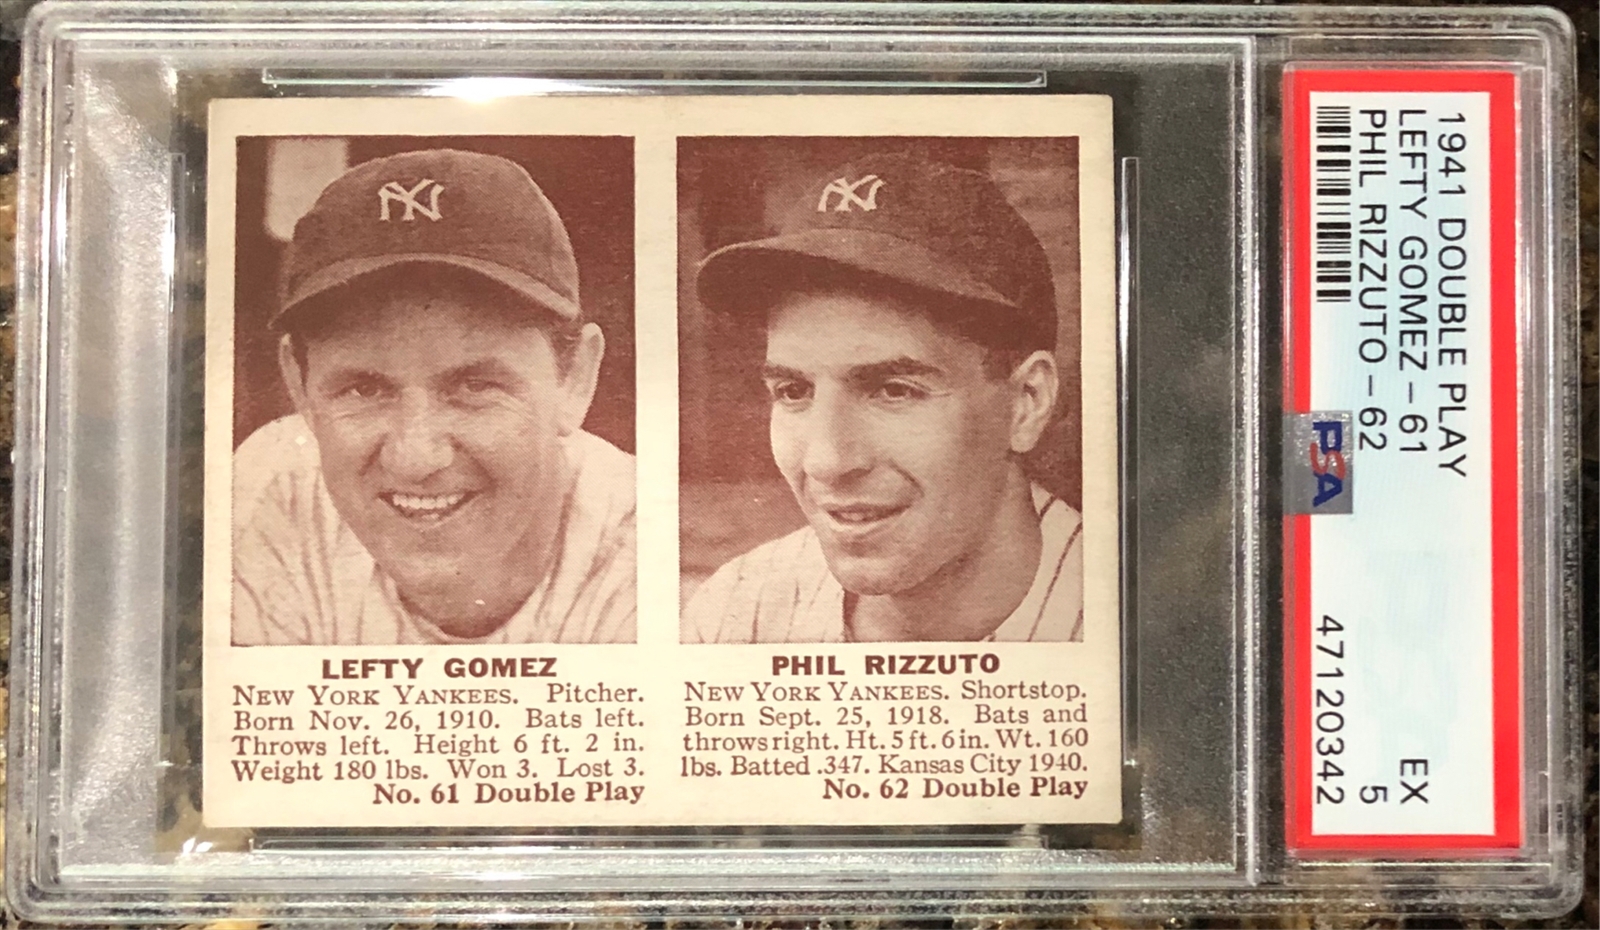 NY
NY
LEFTY GOMEZ
NEW YORK YANKEES. Pitcher.
Born Nov. 26, 1910. Bats left.
Throws left. Height 6 ft. 2 in.
Weight 180 lbs. Won 3. Lost 3.
No. 61 Double Play
PHIL RIZZUTO
NEW YORK YANKEES. Shortstop.
Born Sept. 25, 1918. Bats and
throws right. Ht. 5 ft. 6 in. Wt. 160
lbs. Batted .347. Kansas City 1940.
No. 62 Double Play
1941 DOUBLE PLAY
LEFTY GOMEZ-61 EX
PHIL RIZZUTO-62 5
47120342
PSA